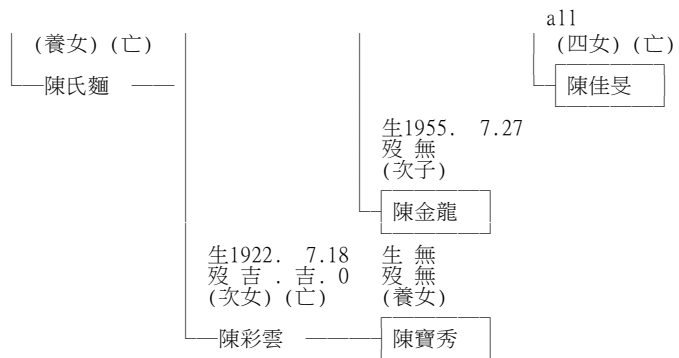 all
(養女)(亡)
(四女)(亡)
陳氏麵
陳佳旻
生1955. 7.27
歿 無
(次子)
陳金龍
生1922. 7.18 生 無
歿 吉 . 吉. 0 歿 無
(次女)(亡) (養女)
陳彩雲 陳寶秀